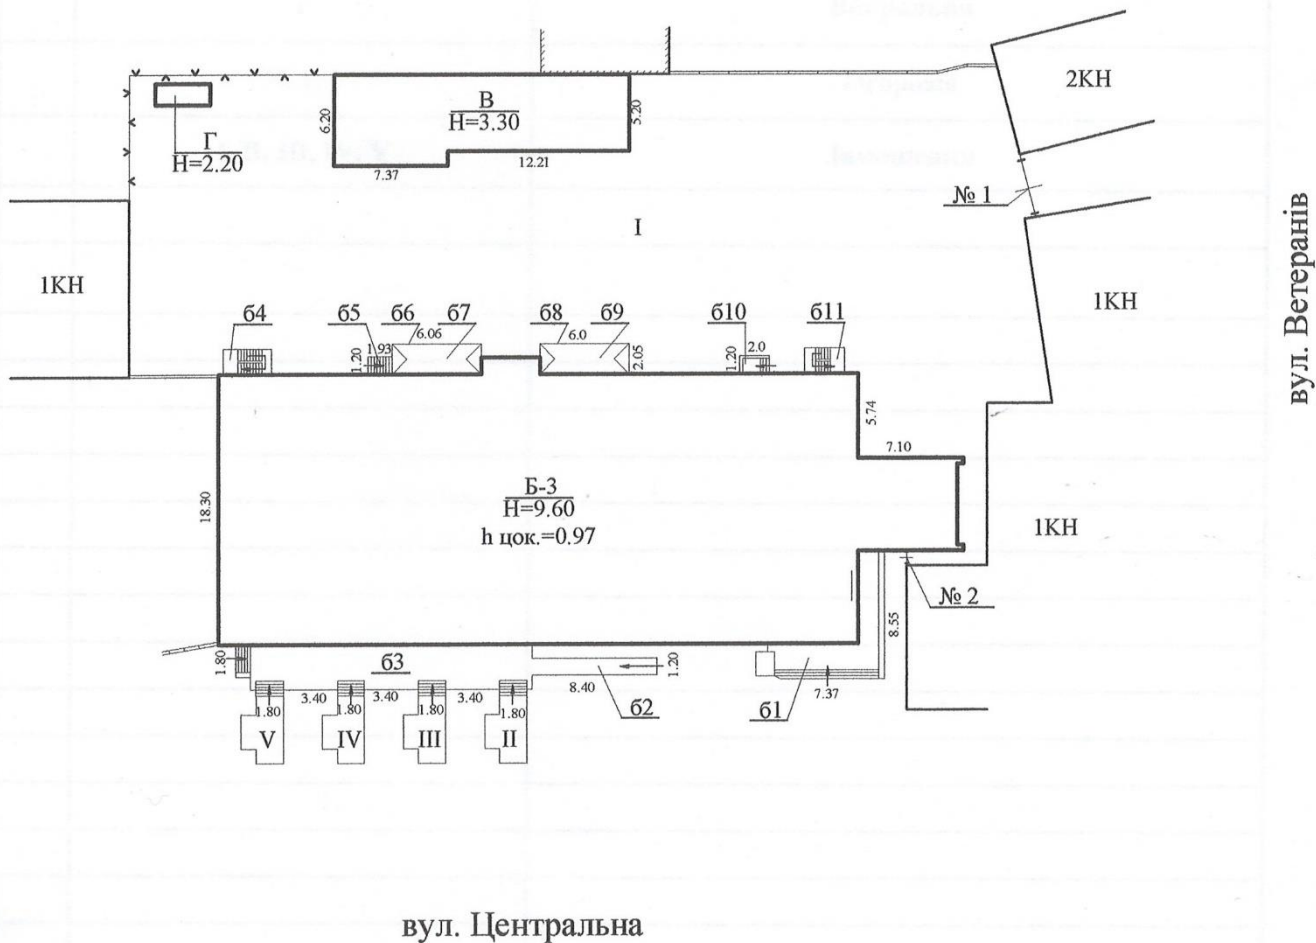 2КН
В
Н=3.30
6.20
5.20
12.21
7.37
Г
Н=2.20
№ 1
I
1КН
1КН
вул. Ветеранів
б4
б5
б6
б7
б8
б9
б10
б11
6.06
6.0
2.0
1.20
93
2.05
1.20
5.74
7.10
18.30
Б-3
Н=9.60
h цок.=0.97
1КН
№ 2
8.55
1.80
б3
1.20
8.40
7.37
б2
б1
3.40
3.40
3.40
1.80
1.80
1.80
1.80
V
IV
III
II
вул. Центральна